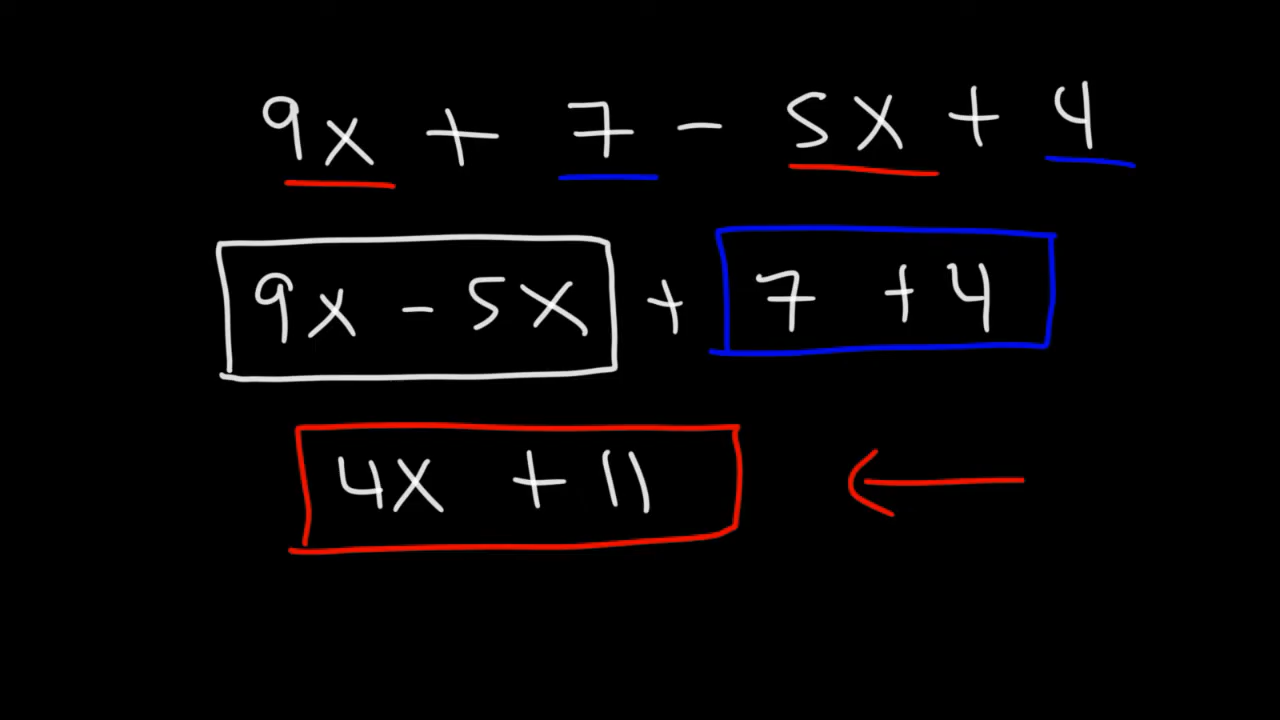 9x + 7 - 5x + 4
9x - 5x + 7 + 4
4x + 11